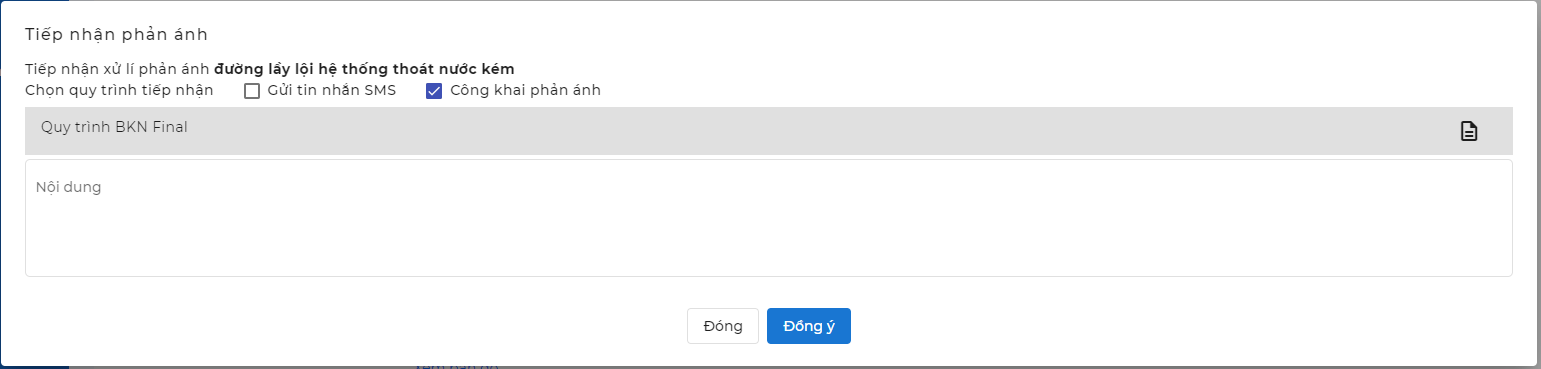 Tiếp nhận phản ánh
Tiếp nhận xử lí phản ánh đường lầy lội hệ thống thoát nước kém
Chọn quy trình tiếp nhận Gửi tin nhắn SMS Công khai phản ánh
Quy trình BKN Final
Nội dung
Đóng Đồng ý